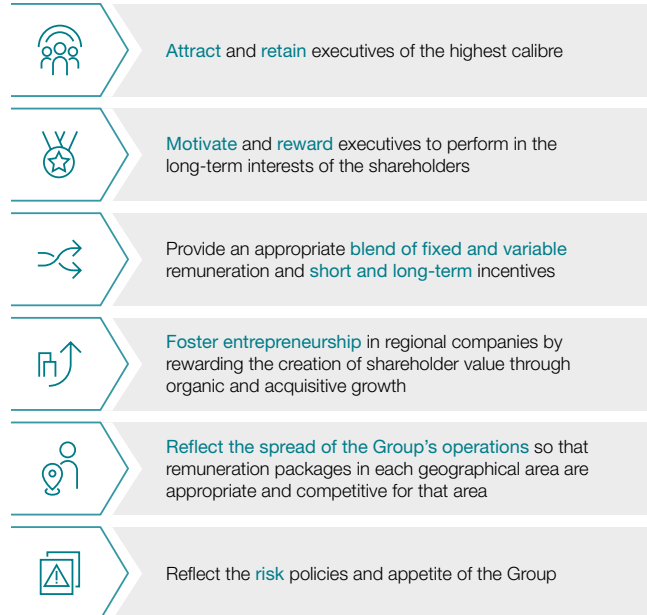 Attract and retain executives of the highest calibre
Motivate and reward executives to perform in the
long-term interests of the shareholders
Provide an appropriate blend of fixed and variable
remuneration and short and long-term incentives
Foster entrepreneurship in regional companies by
rewarding the creation of shareholder value through
organic and acquisitive growth
Reflect the spread of the Group’s operations so that
remuneration packages in each geographical area are
appropriate and competitive for that area
Reflect the risk policies and appetite of the Group